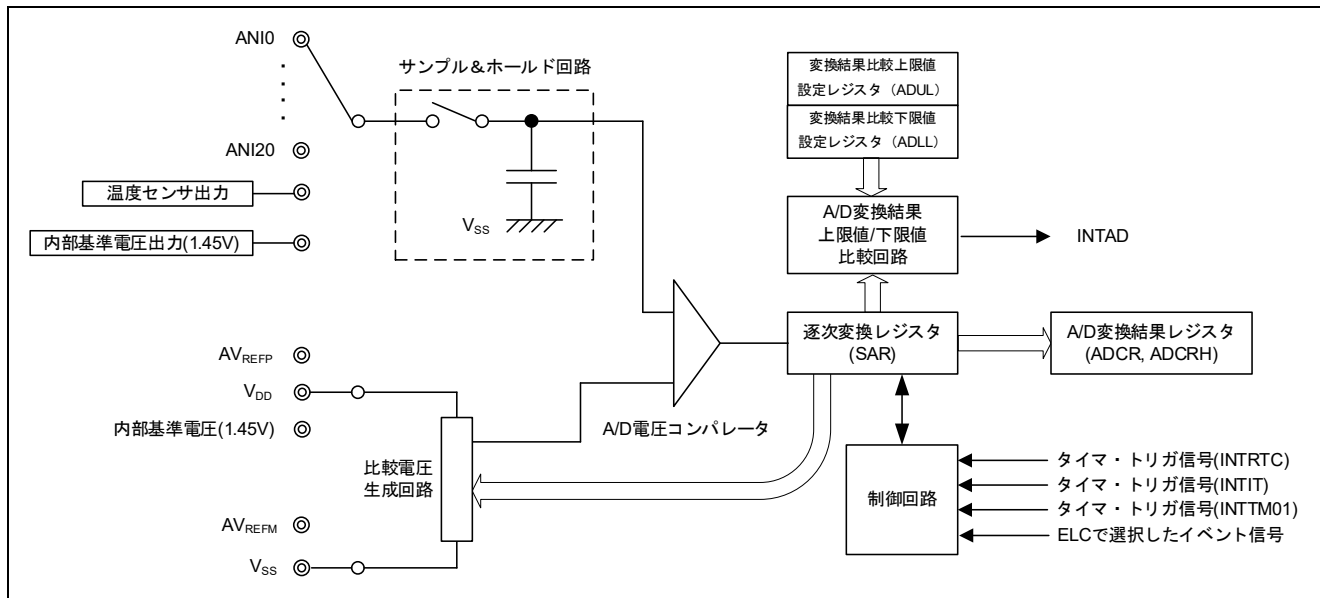 ANI0
ANI20
温度センサ出力
内部基準電圧出力(1.45V)
サンプル&ホールド回路
VSS
変換結果比較上限値
設定レジスタ（ADUL）
変換結果比較下限値
設定レジスタ（ADLL）
A/D変換結果
上限値/下限値
比較回路
INTAD
AVREFP
VDD
内部基準電圧(1.45V)
AVREFM
VSS
比較電圧
生成回路
A/D電圧コンパレータ
逐次変換レジスタ
(SAR)
A/D変換結果レジスタ
(ADCR, ADCRH)
制御回路
タイマ・トリガ信号(INTRTC)
タイマ・トリガ信号(INTIT)
タイマ・トリガ信号(INTTM01)
ELCで選択したイベント信号